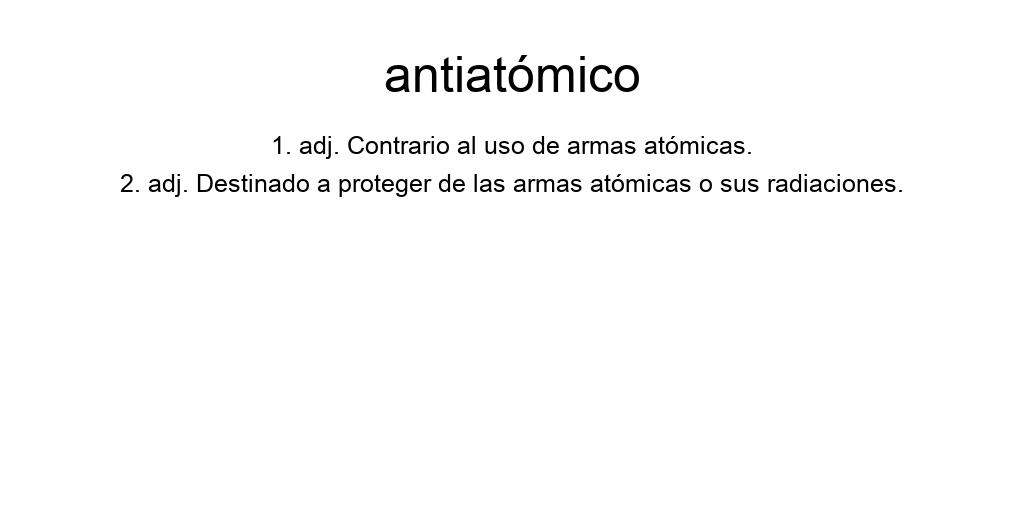 antiatómico
1. adj. Contrario al uso de armas atómicas.
2. adj. Destinado a proteger de las armas atómicas o sus radiaciones.